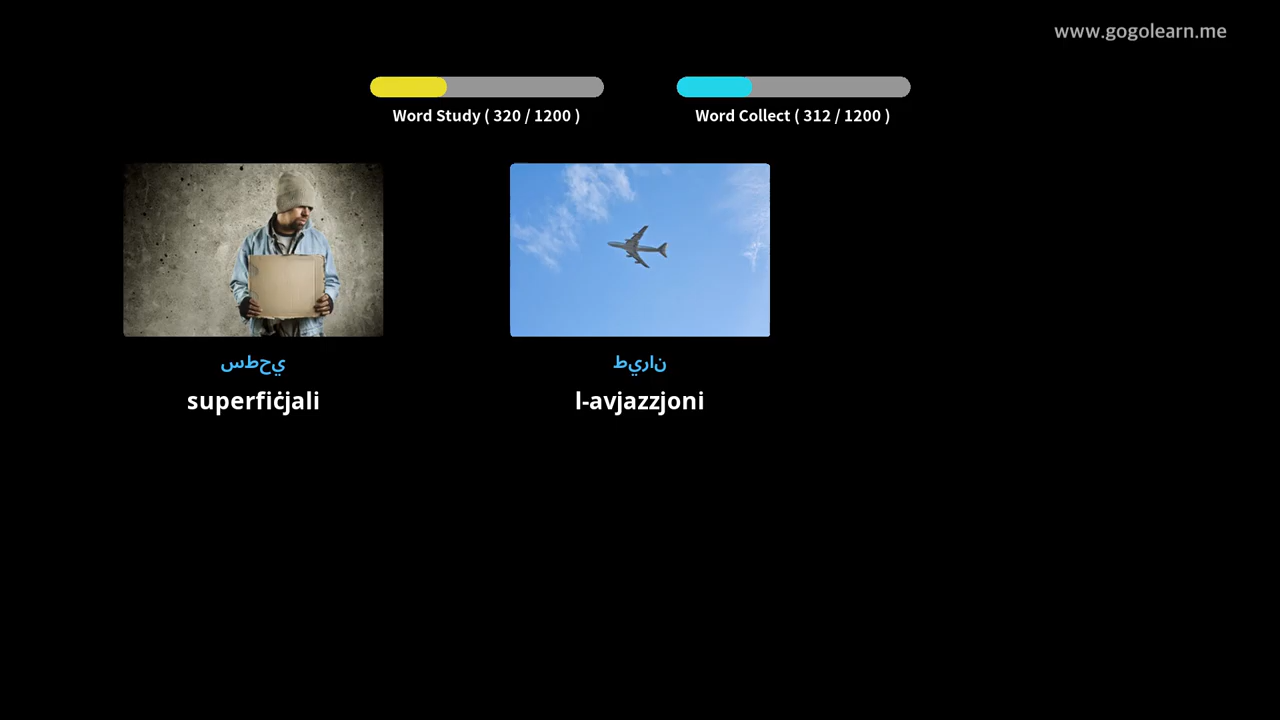 www.gogolearn.me
Word Study ( 320 / 1200 )
Word Collect ( 312 / 1200 )
سطحي
طيران
superfiċjali
l-avjazzjoni